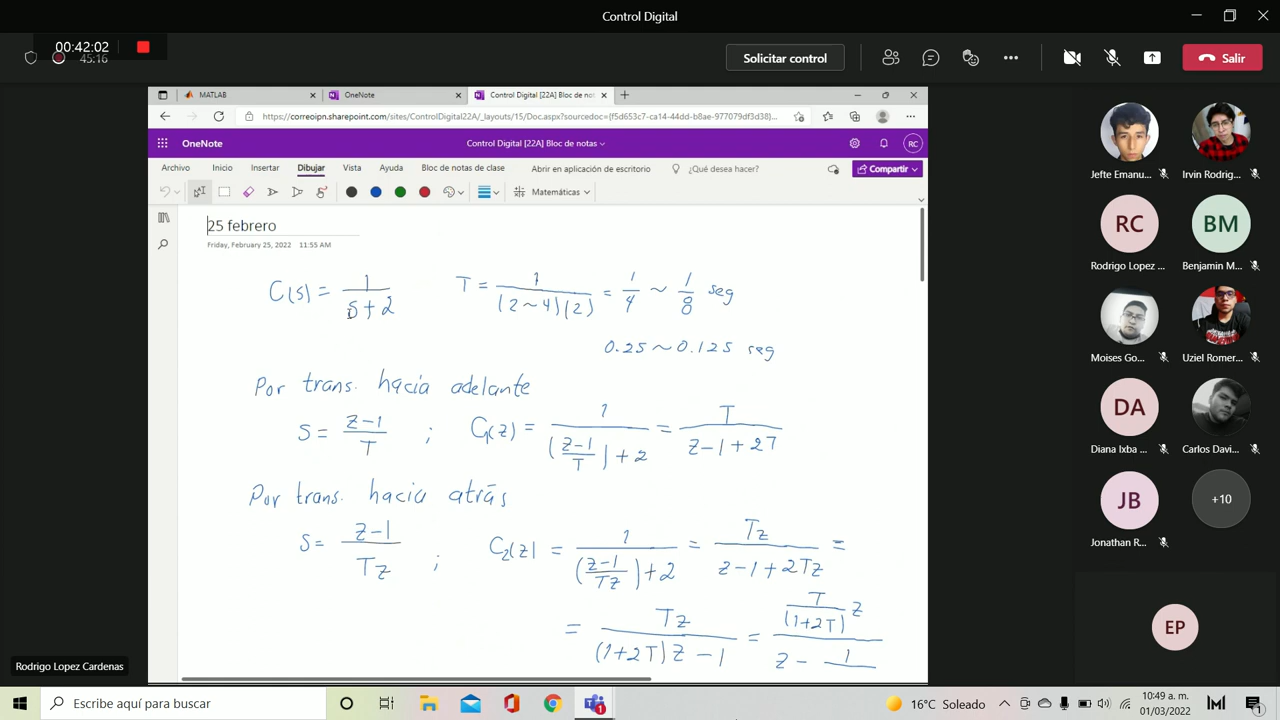 Control Digital
00:42:02
45:16
Solicitar control
Salir
MATLAB
OneNote
Control Digital [22A] Bloc de not
https://correoipn.sharepoint.com/sites/ControlDigital22A/_layouts/15/Doc.aspx?sourcedoc={f5d653c7-ca14-44dd-b8ae-977079df3d38}...
OneNote
Control Digital [22A] Bloc de notas
RC
Archivo Inicio Insertar Dibujar Vista Ayuda Bloc de notas de clase Abrir en aplicación de escritorio ¿Qué desea hacer? Compartir
Matemáticas
25 febrero
Friday, February 25, 2022 11:55 AM
C(s) = 1/(s+2) T = 1/((2~4)(2)) = 1/4 ~ 1/8 seg
0.25 ~ 0.125 seg
Por trans. hacia adelante
S = (z-1)/T ; C₁(z) = 1/(((z-1)/T)+2) = T/(z-1+2T)
Por trans. hacia atrás
S = (z-1)/(Tz) ; C₂(z) = 1/(((z-1)/(Tz))+2) = Tz/(z-1+2Tz) =
= Tz/((1+2T)z-1) = (T/(1+2T) z)/(z - 1/
Jefte Emanu...
Irvin Rodrig...
RC
BM
Rodrigo Lopez ...
Benjamin M...
Moises Go...
Uziel Romer...
DA
Diana Ixba ...
Carlos Davi...
JB
+10
Jonathan R...
EP
Rodrigo Lopez Cardenas
Escribe aquí para buscar
16°C Soleado
10:49 a. m.
01/03/2022